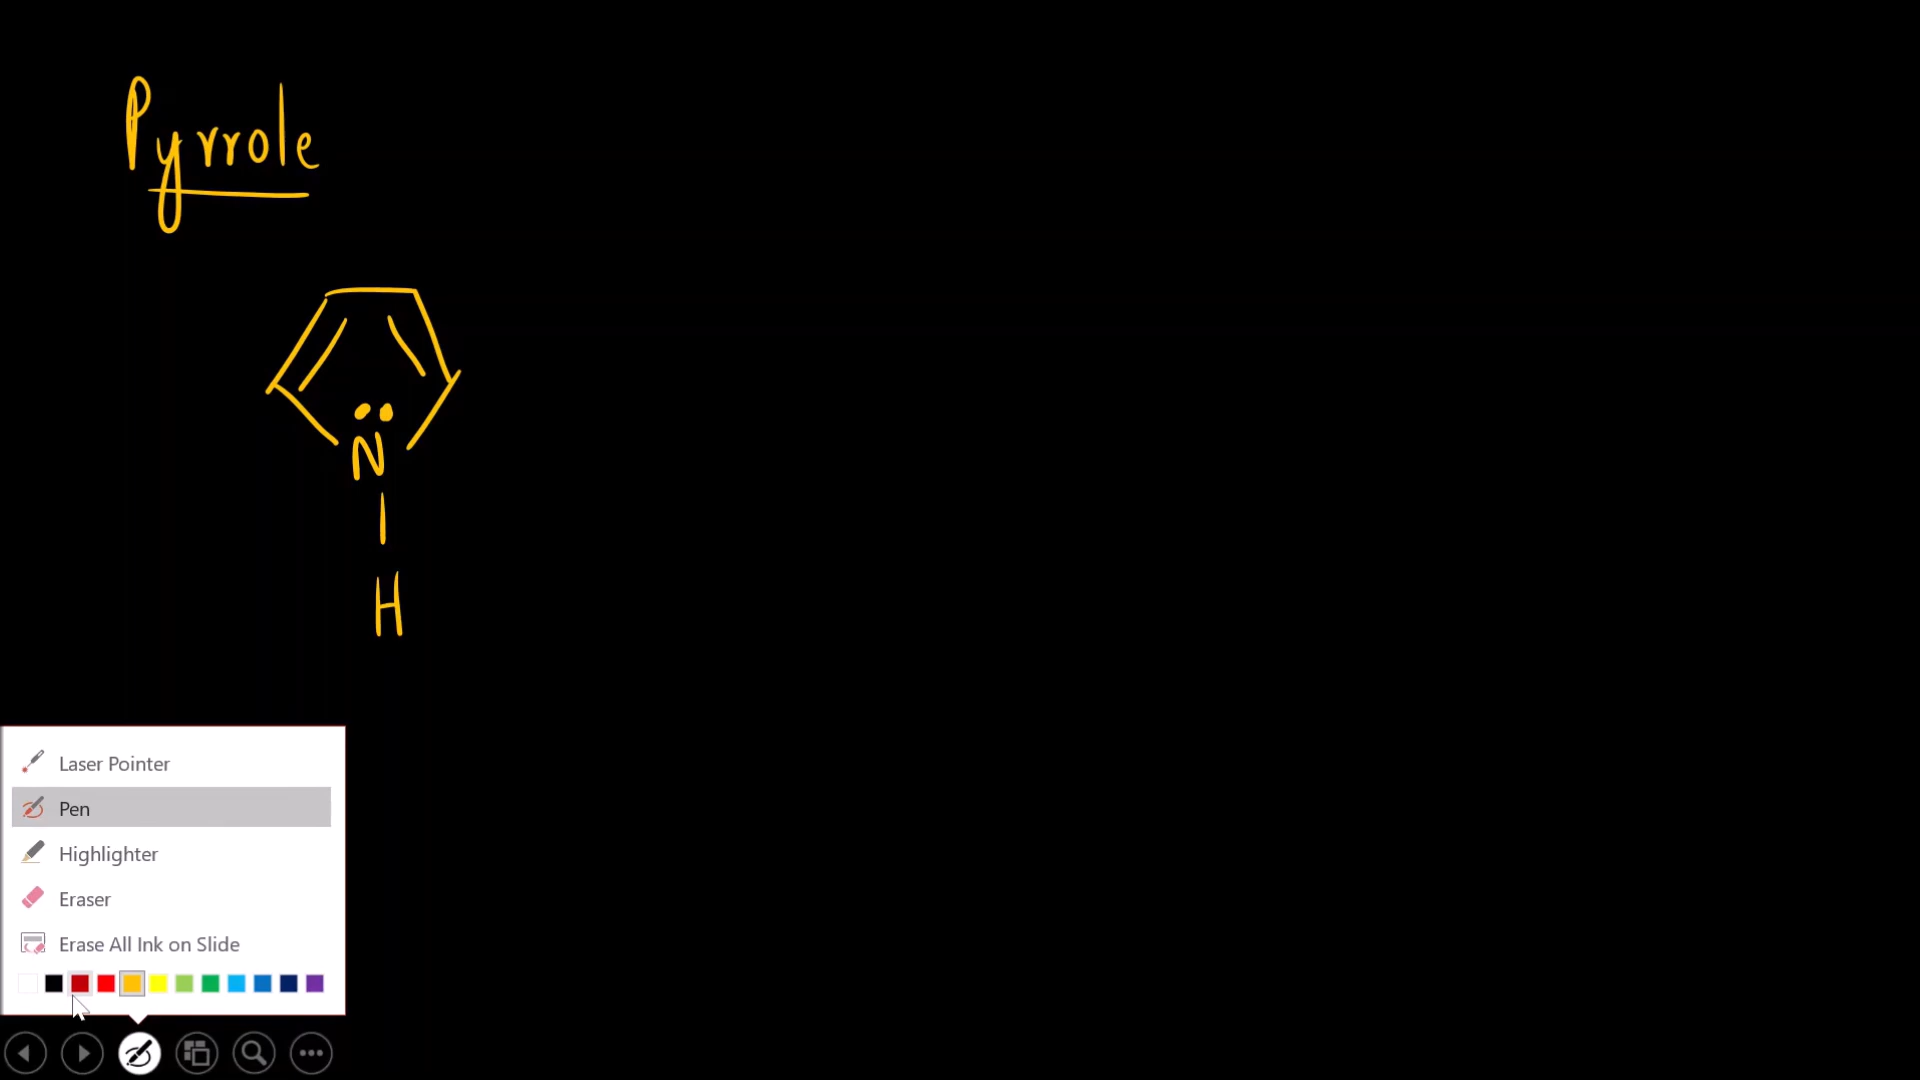 Pyrrole
N
H
Laser Pointer
Pen
Highlighter
Eraser
Erase All Ink on Slide